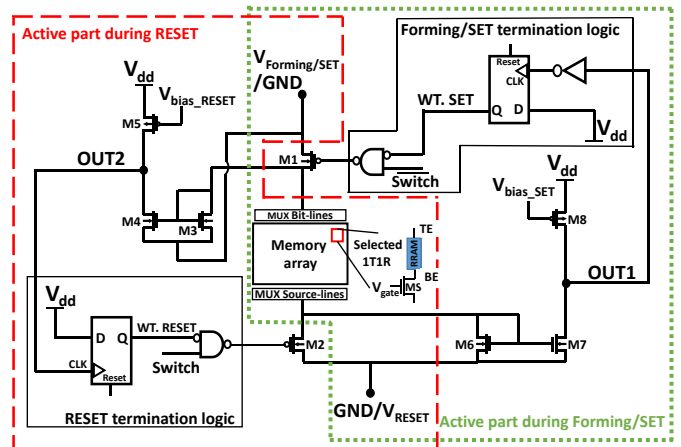 Active part during RESET
V_Forming/SET
/GND
Forming/SET termination logic
Reset
CLK
Q
D
WT. SET
V_dd
Switch
V_dd
V_bias_RESET
M5
OUT2
M4
M3
M1
V_bias_SET
V_dd
M8
OUT1
MUX Bit-lines
Memory
array
Selected
1T1R
TE
RRAM
BE
V_gate
MS
MUX Source-lines
V_dd
D
Q
CLK
Reset
WT. RESET
Switch
M2
M6
M7
RESET termination logic
GND/V_RESET
Active part during Forming/SET